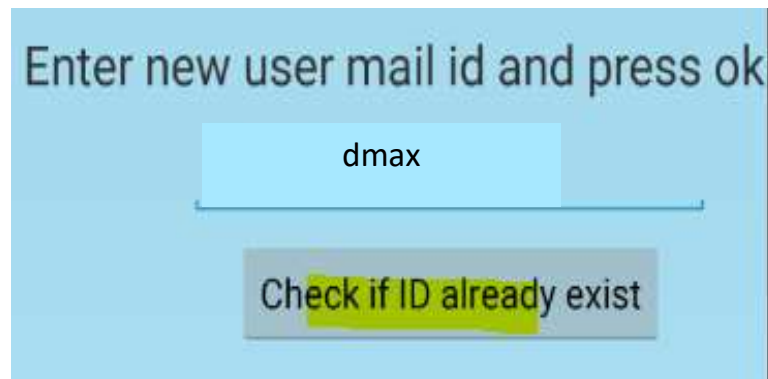 Enter new user mail id and press ok
dmax
Check if ID already exist